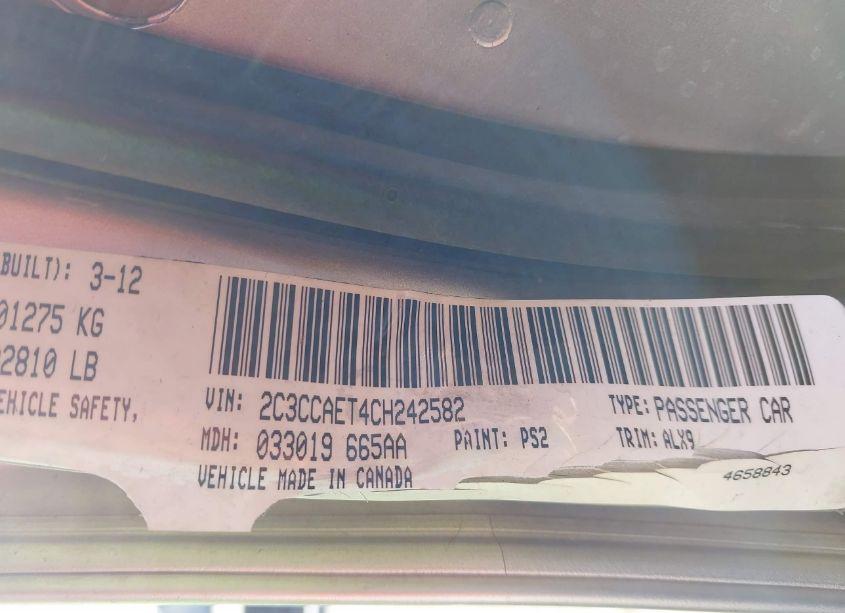 BUILT): 3-12
01275 KG
02810 LB
EHICLE SAFETY,
VIN: 2C3CCAET4CH242582
TYPE: PASSENGER CAR
MDH: 033019 665AA
PAINT: PS2
TRIM: ALX9
VEHICLE MADE IN CANADA
4658843